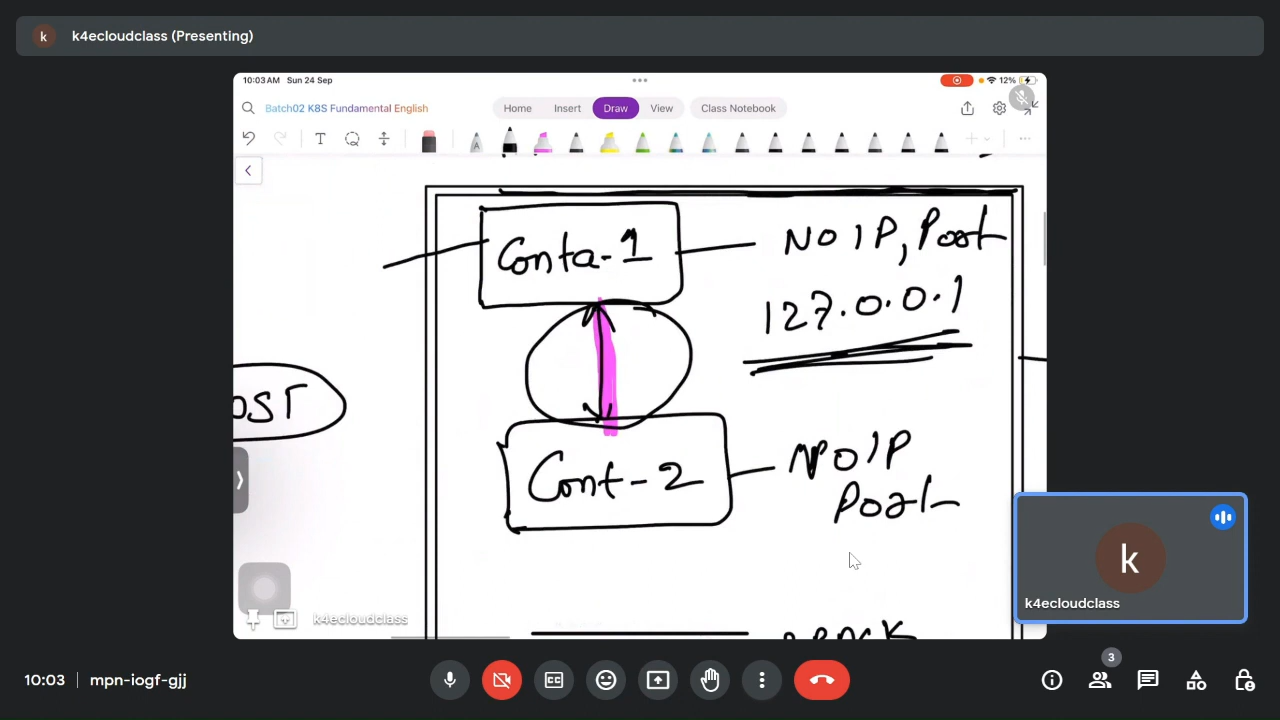 k
k4ecloudclass (Presenting)
10:03 AM Sun 24 Sep
12%
Batch02 K8S Fundamental English
Home Insert Draw View Class Notebook
T
A
Conta-1
NO IP, Port
127.0.0.1
OST
Cont-2
NO IP
Port
k4ecloudclass
k
k4ecloudclass
10:03 mpn-iogf-gjj
3